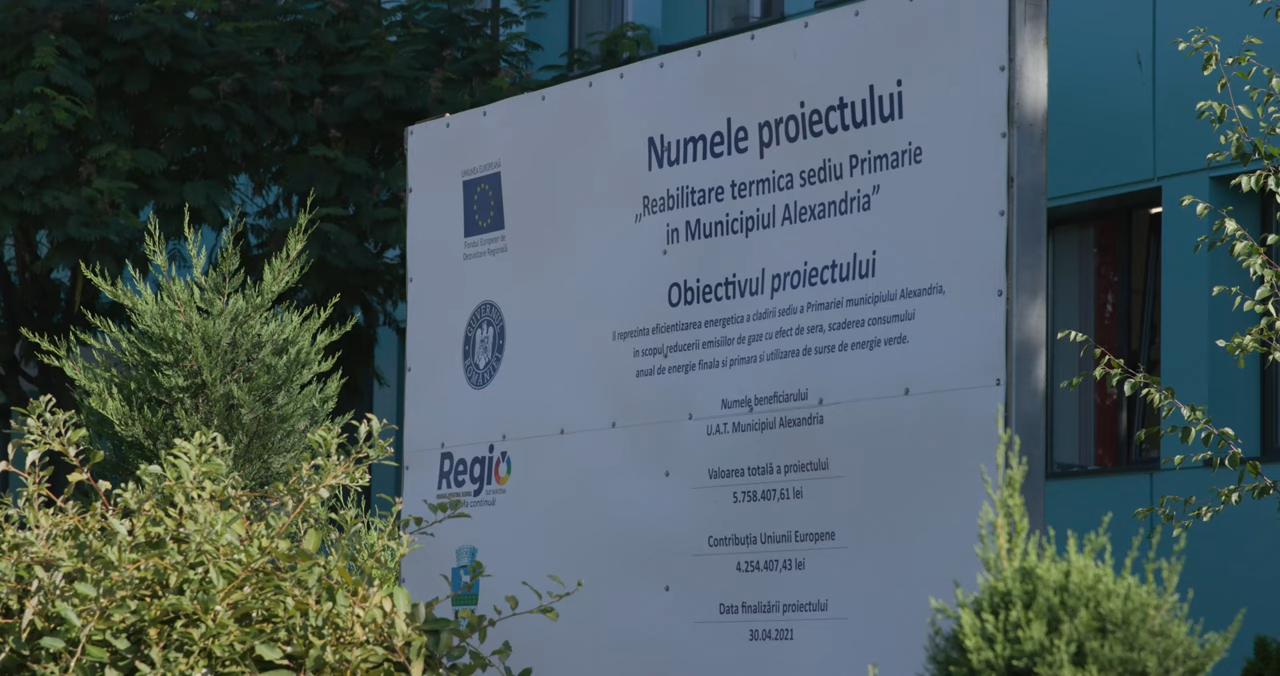 UNIUNEA EUROPEANĂ
Fondul European de
Dezvoltare Regională
GUVERNUL
ROMÂNIEI
Regio
continuă!
Numele proiectului
„Reabilitare termica sediu Primarie
in Municipiul Alexandria”
Obiectivul proiectului
Il reprezinta eficientizarea energetica a cladirii sediu a Primariei municipiului Alexandria,
in scopul reducerii emisiilor de gaze cu efect de sera, scaderea consumului
anual de energie finala si primara si utilizarea de surse de energie verde.
Numele beneficiarului
U.A.T. Municipiul Alexandria
Valoarea totală a proiectului
5.758.407,61 lei
Contribuția Uniunii Europene
4.254.407,43 lei
Data finalizării proiectului
30.04.2021